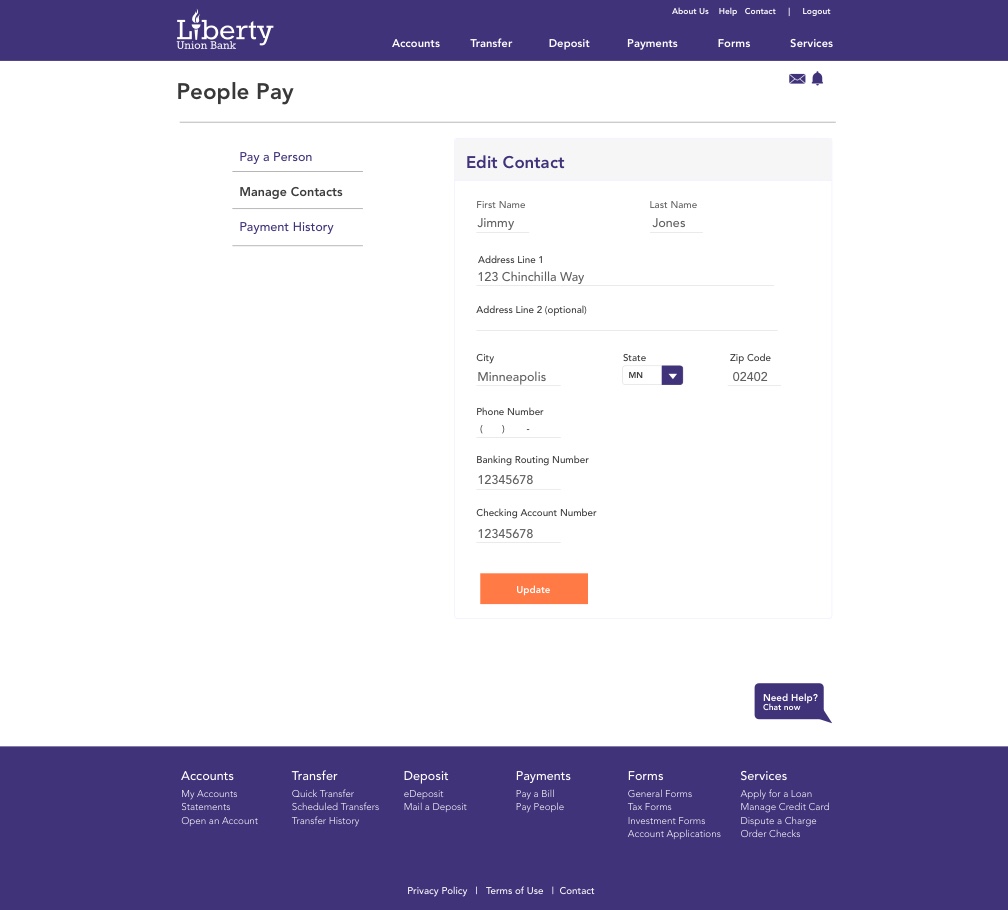 Liberty
Union Bank
About Us Help Contact | Logout
Accounts Transfer Deposit Payments Forms Services
People Pay
Pay a Person
Manage Contacts
Payment History
Edit Contact
First Name Last Name
Jimmy Jones
Address Line 1
123 Chinchilla Way
Address Line 2 (optional)
City State Zip Code
Minneapolis MN 02402
Phone Number
( ) -
Banking Routing Number
12345678
Checking Account Number
12345678
Update
Need Help?
Chat now
Accounts Transfer Deposit Payments Forms Services
My Accounts Quick Transfer eDeposit Pay a Bill General Forms Apply for a Loan
Statements Scheduled Transfers Mail a Deposit Pay People Tax Forms Manage Credit Card
Open an Account Transfer History Investment Forms Dispute a Charge
Account Applications Order Checks
Privacy Policy | Terms of Use | Contact